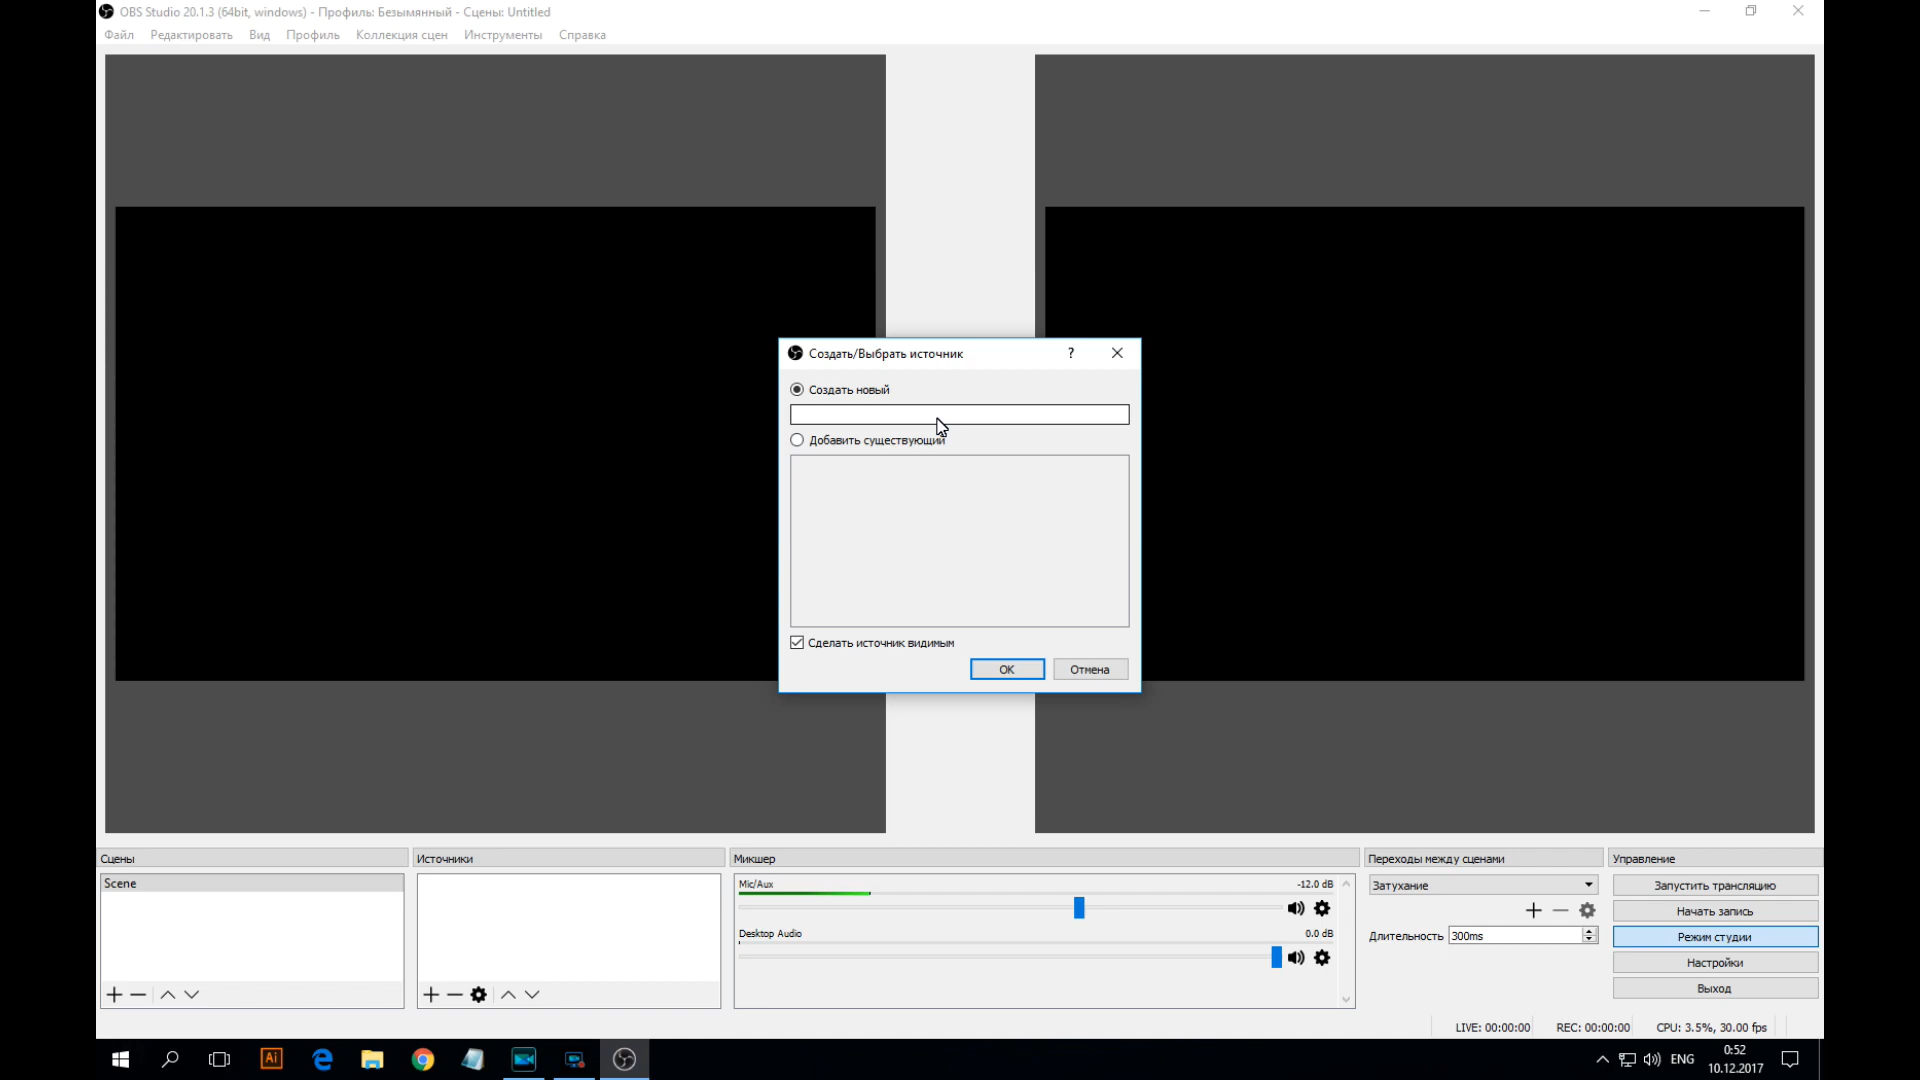 OBS Studio 20.1.3 (64bit, windows) - Профиль: Безымянный - Сцены: Untitled
Файл Редактировать Вид Профиль Коллекция сцен Инструменты Справка
Создать/Выбрать источник ?
Создать новый
Добавить существующий
Сделать источник видимым
OK Отмена
Сцены
Scene
Источники
Микшер
Mic/Aux -12.0 dB
Desktop Audio 0.0 dB
Переходы между сценами
Затухание
Длительность 300ms
Управление
Запустить трансляцию
Начать запись
Режим студии
Настройки
Выход
LIVE: 00:00:00 REC: 00:00:00 CPU: 3.5%, 30.00 fps
Ai
ENG
0:52
10.12.2017